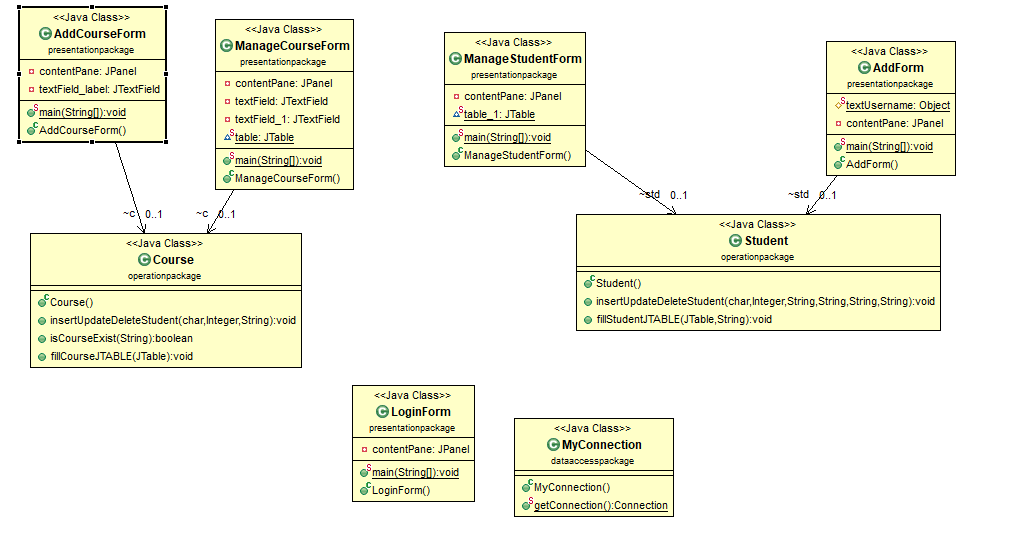 <<Java Class>>
AddCourseForm
presentationpackage
contentPane: JPanel
textField_label: JTextField
main(String[]):void
AddCourseForm()
<<Java Class>>
ManageCourseForm
presentationpackage
contentPane: JPanel
textField: JTextField
textField_1: JTextField
table: JTable
main(String[]):void
ManageCourseForm()
<<Java Class>>
ManageStudentForm
presentationpackage
contentPane: JPanel
table_1: JTable
main(String[]):void
ManageStudentForm()
<<Java Class>>
AddForm
presentationpackage
textUsername: Object
contentPane: JPanel
main(String[]):void
AddForm()
~c 0..1
~c 0..1
~std 0..1
~std 0..1
<<Java Class>>
Course
operationpackage
Course()
insertUpdateDeleteStudent(char,Integer,String):void
isCourseExist(String):boolean
fillCourseJTABLE(JTable):void
<<Java Class>>
Student
operationpackage
Student()
insertUpdateDeleteStudent(char,Integer,String,String,String,String):void
fillStudentJTABLE(JTable,String):void
<<Java Class>>
LoginForm
presentationpackage
contentPane: JPanel
main(String[]):void
LoginForm()
<<Java Class>>
MyConnection
dataaccesspackage
MyConnection()
getConnection():Connection